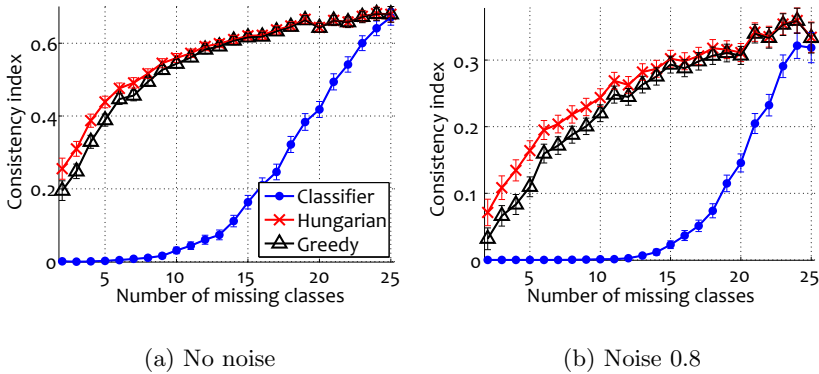 0.6
0.4
0.2
0
5
10
15
20
25
Consistency index
Number of missing classes
Classifier
Hungarian
Greedy
(a) No noise
0.3
0.2
0.1
0
5
10
15
20
25
Consistency index
Number of missing classes
(b) Noise 0.8